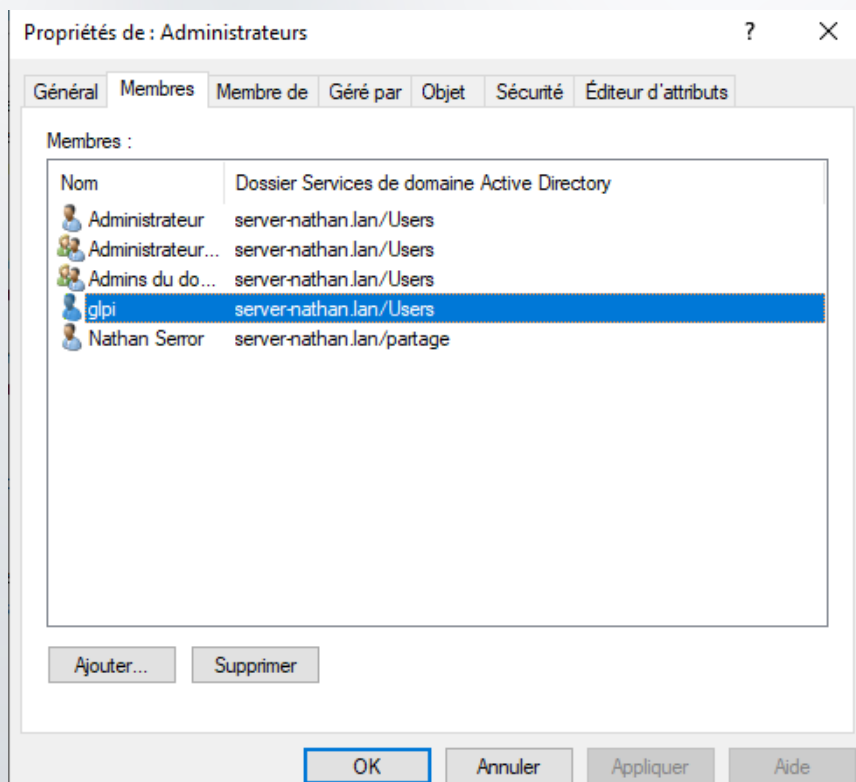 Propriétés de : Administrateurs ? X
Général Membres Membre de Géré par Objet Sécurité Éditeur d'attributs
Membres :
Nom Dossier Services de domaine Active Directory
Administrateur server-nathan.lan/Users
Administrateur... server-nathan.lan/Users
Admins du do... server-nathan.lan/Users
glpi server-nathan.lan/Users
Nathan Serror server-nathan.lan/partage
Ajouter... Supprimer
OK Annuler Appliquer Aide